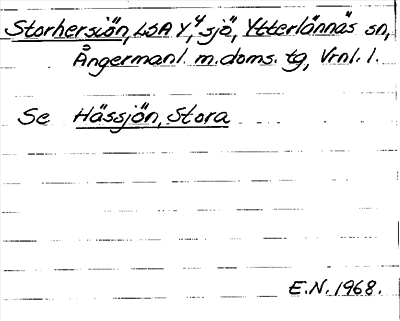 Storhersjön, LSA Y,⁴ sjö, Ytterlännäs sn,
Ångermanl. m. doms. tg, Vrnl. l.
Se Hässjön, Stora
E.N. 1968.